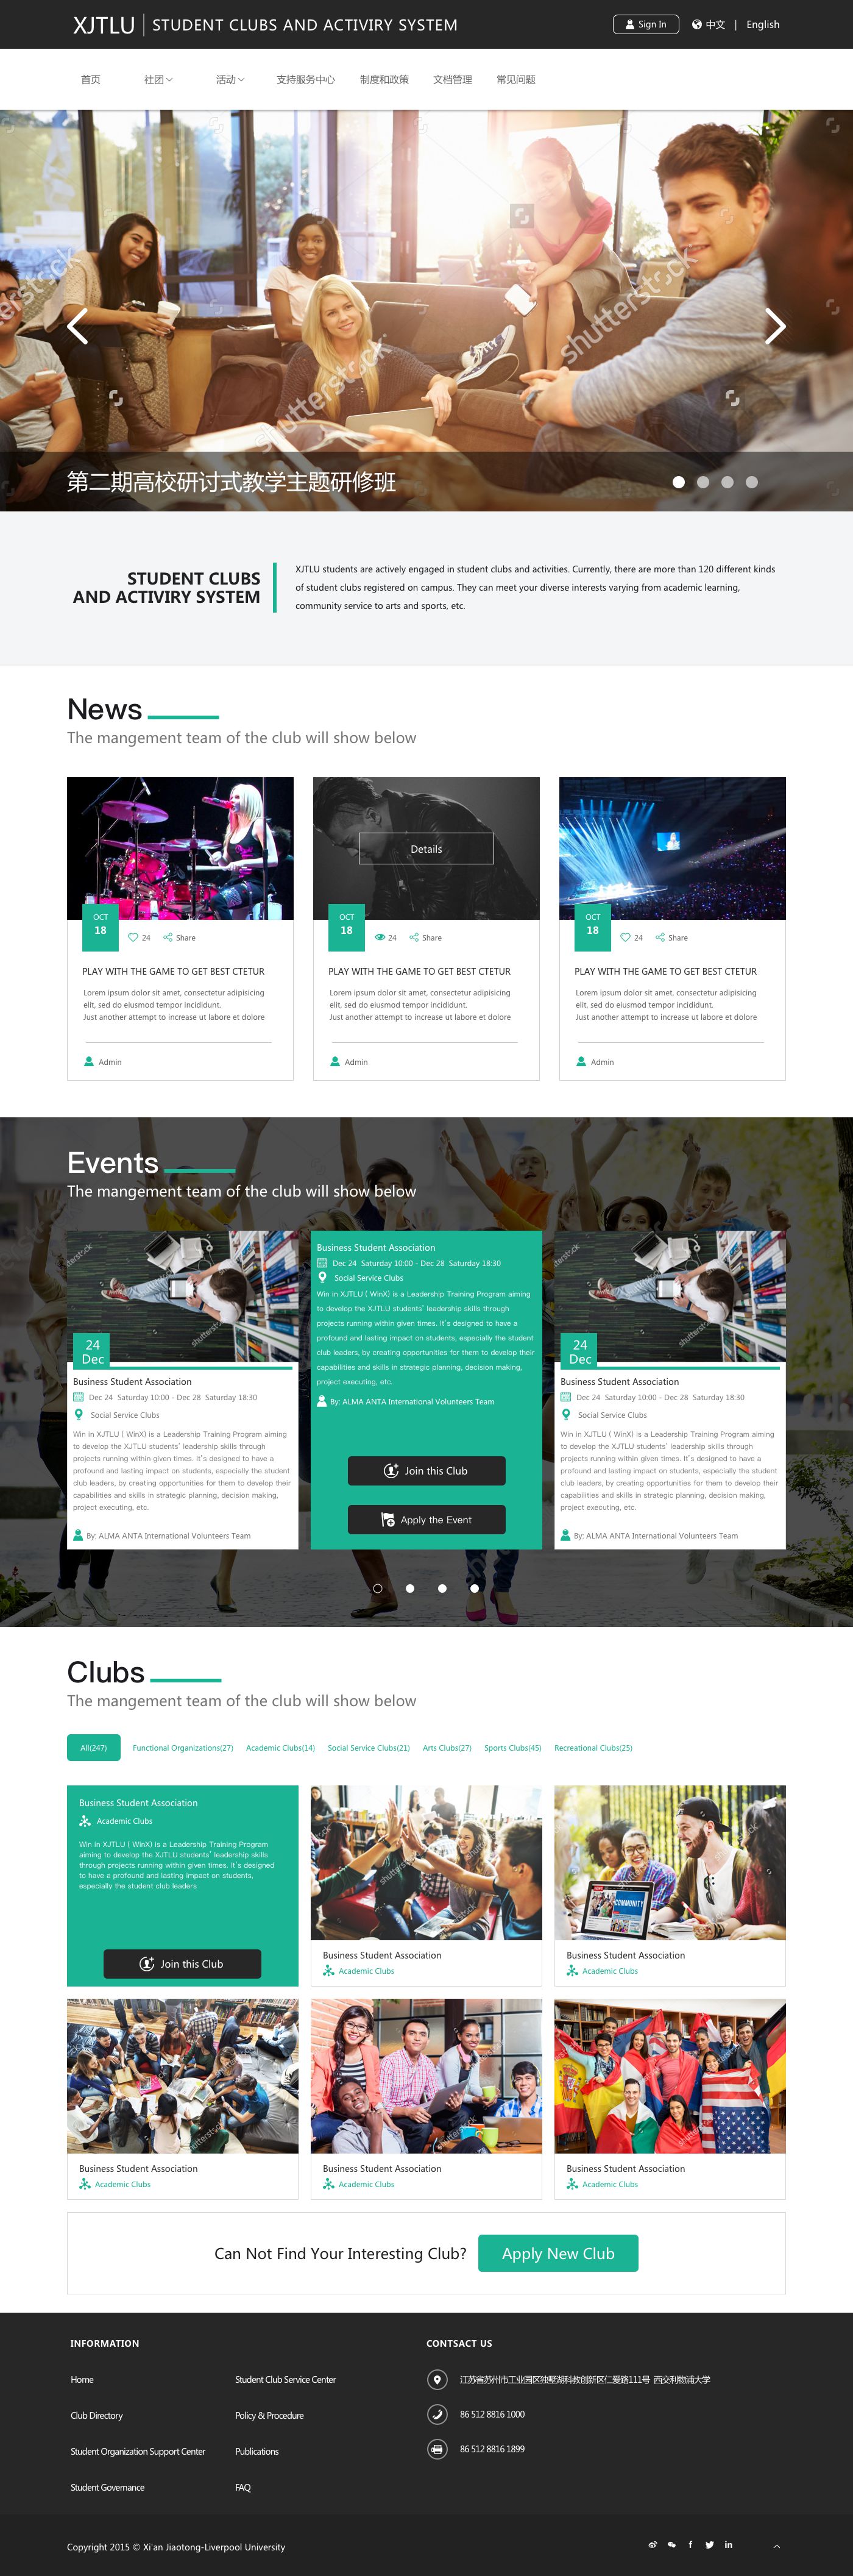 XJTLU
STUDENT CLUBS AND ACTIVIRY SYSTEM
Sign In
中文 | English
首页
社团
活动
支持服务中心
制度和政策
文档管理
常见问题
shutterstock
shutterstock
第二期高校研讨式教学主题研修班
STUDENT CLUBS
AND ACTIVIRY SYSTEM
XJTLU students are actively engaged in student clubs and activities. Currently, there are more than 120 different kinds
of student clubs registered on campus. They can meet your diverse interests varying from academic learning,
community service to arts and sports, etc.
News
The mangement team of the club will show below
OCT
18
24
Share
PLAY WITH THE GAME TO GET BEST CTETUR
Lorem ipsum dolor sit amet, consectetur adipisicing
elit, sed do eiusmod tempor incididunt.
Just another attempt to increase ut labore et dolore
Admin
Details
OCT
18
24
Share
PLAY WITH THE GAME TO GET BEST CTETUR
Lorem ipsum dolor sit amet, consectetur adipisicing
elit, sed do eiusmod tempor incididunt.
Just another attempt to increase ut labore et dolore
Admin
OCT
18
24
Share
PLAY WITH THE GAME TO GET BEST CTETUR
Lorem ipsum dolor sit amet, consectetur adipisicing
elit, sed do eiusmod tempor incididunt.
Just another attempt to increase ut labore et dolore
Admin
Events
The mangement team of the club will show below
24
Dec
Business Student Association
Dec 24 Saturday 10:00 - Dec 28 Saturday 18:30
Social Service Clubs
Win in XJTLU ( WinX) is a Leadership Training Program aiming
to develop the XJTLU students' leadership skills through
projects running within given times. It's designed to have a
profound and lasting impact on students, especially the student
club leaders, by creating opportunities for them to develop their
capabilities and skills in strategic planning, decision making,
project executing, etc.
By: ALMA ANTA International Volunteers Team
Business Student Association
Dec 24 Saturday 10:00 - Dec 28 Saturday 18:30
Social Service Clubs
Win in XJTLU ( WinX) is a Leadership Training Program aiming
to develop the XJTLU students' leadership skills through
projects running within given times. It's designed to have a
profound and lasting impact on students, especially the student
club leaders, by creating opportunities for them to develop their
capabilities and skills in strategic planning, decision making,
project executing, etc.
By: ALMA ANTA International Volunteers Team
Join this Club
Apply the Event
24
Dec
Business Student Association
Dec 24 Saturday 10:00 - Dec 28 Saturday 18:30
Social Service Clubs
Win in XJTLU ( WinX) is a Leadership Training Program aiming
to develop the XJTLU students' leadership skills through
projects running within given times. It's designed to have a
profound and lasting impact on students, especially the student
club leaders, by creating opportunities for them to develop their
capabilities and skills in strategic planning, decision making,
project executing, etc.
By: ALMA ANTA International Volunteers Team
Clubs
The mangement team of the club will show below
All(247)
Functional Organizations(27)
Academic Clubs(14)
Social Service Clubs(21)
Arts Clubs(27)
Sports Clubs(45)
Recreational Clubs(25)
Business Student Association
Academic Clubs
Win in XJTLU ( WinX) is a Leadership Training Program
aiming to develop the XJTLU students' leadership skills
through projects running within given times. It's designed
to have a profound and lasting impact on students,
especially the student club leaders
Join this Club
Business Student Association
Academic Clubs
COMMUNITY
Business Student Association
Academic Clubs
Business Student Association
Academic Clubs
Business Student Association
Academic Clubs
Business Student Association
Academic Clubs
Can Not Find Your Interesting Club?
Apply New Club
INFORMATION
Home
Student Club Service Center
Club Directory
Policy & Procedure
Student Organization Support Center
Publications
Student Governance
FAQ
CONTSACT US
江苏省苏州市工业园区独墅湖科教创新区仁爱路111号 西交利物浦大学
86 512 8816 1000
86 512 8816 1899
Copyright 2015 © Xi'an Jiaotong-Liverpool University